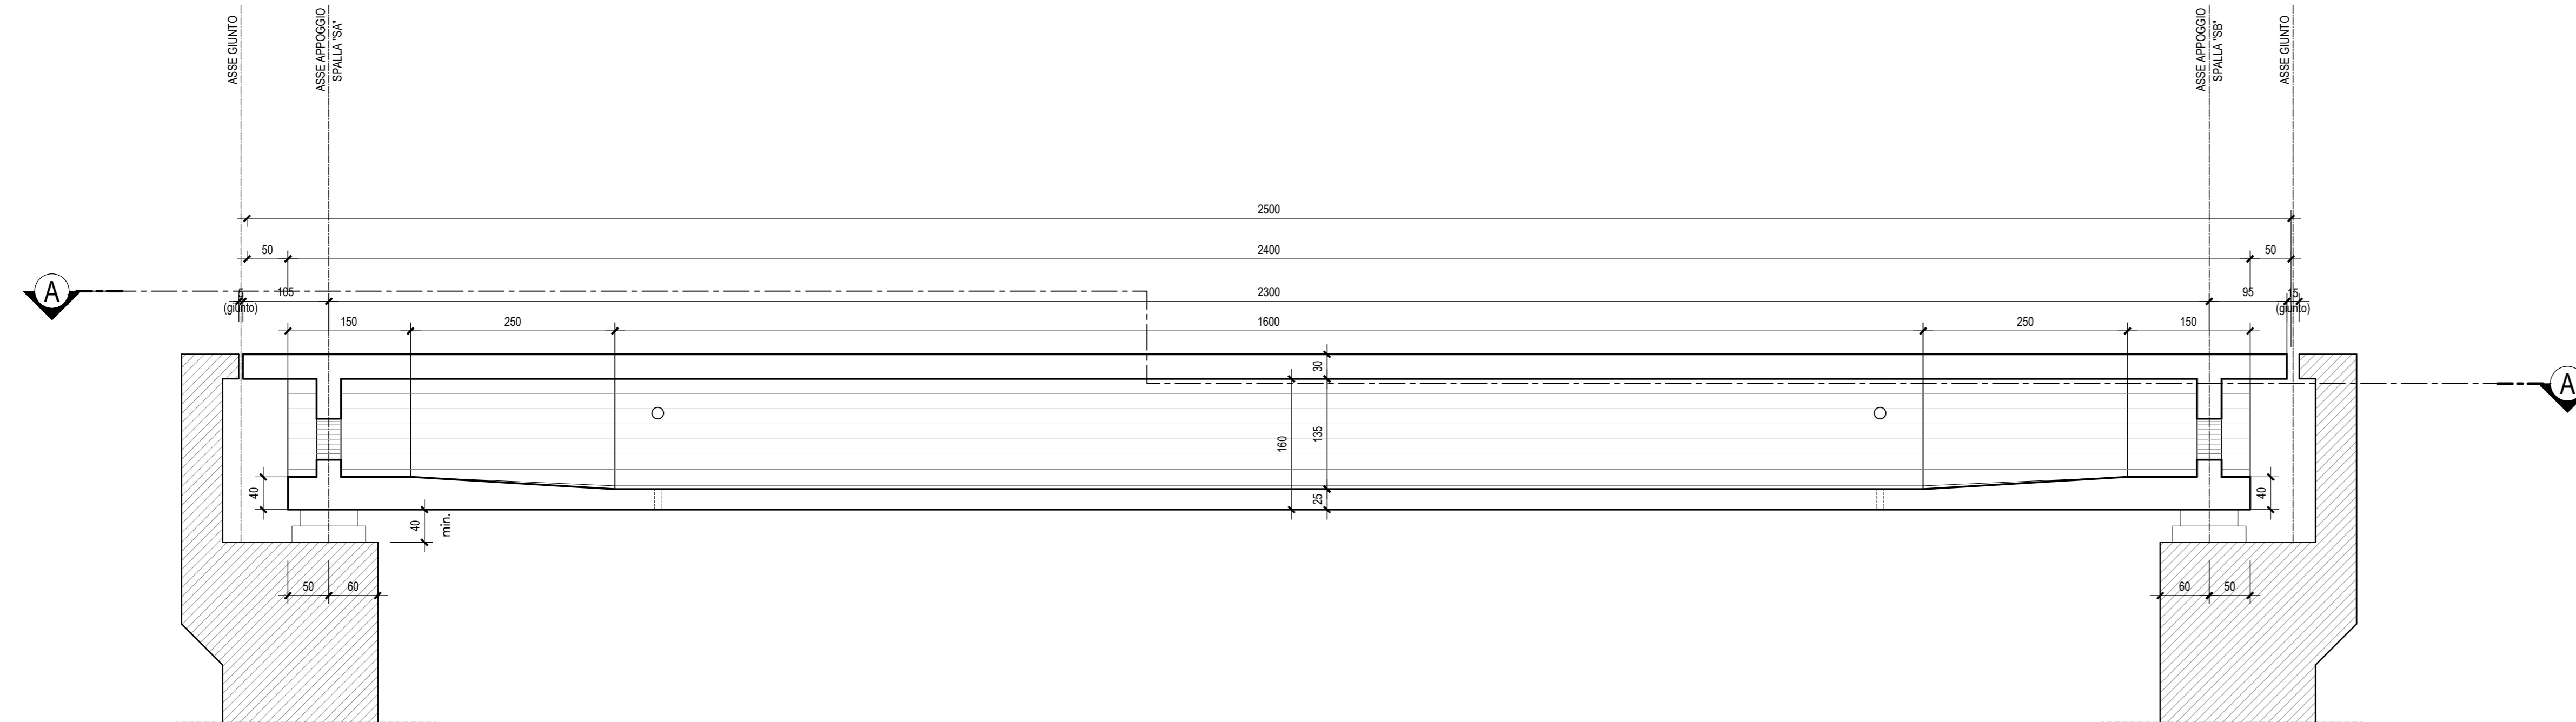 ASSE GIUNTO
ASSE APPOGGIO
SPALLA "SA"
ASSE APPOGGIO
SPALLA "SB"
ASSE GIUNTO
2500
50
2400
50
A
5
(giunto)
105
2300
95
15
(giunto)
150
250
1600
250
150
30
A
160
135
40
25
40
40
min.
50
60
60
50